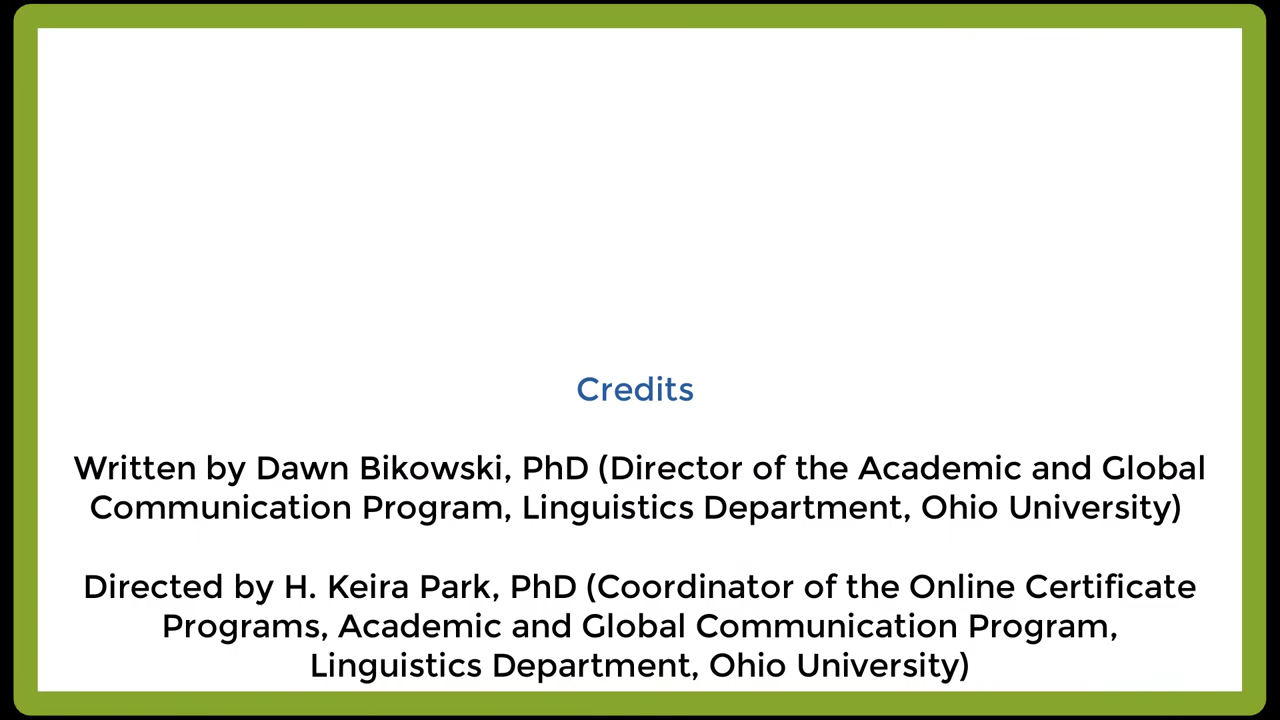 Credits
Written by Dawn Bikowski, PhD (Director of the Academic and Global
Communication Program, Linguistics Department, Ohio University)
Directed by H. Keira Park, PhD (Coordinator of the Online Certificate
Programs, Academic and Global Communication Program,
Linguistics Department, Ohio University)